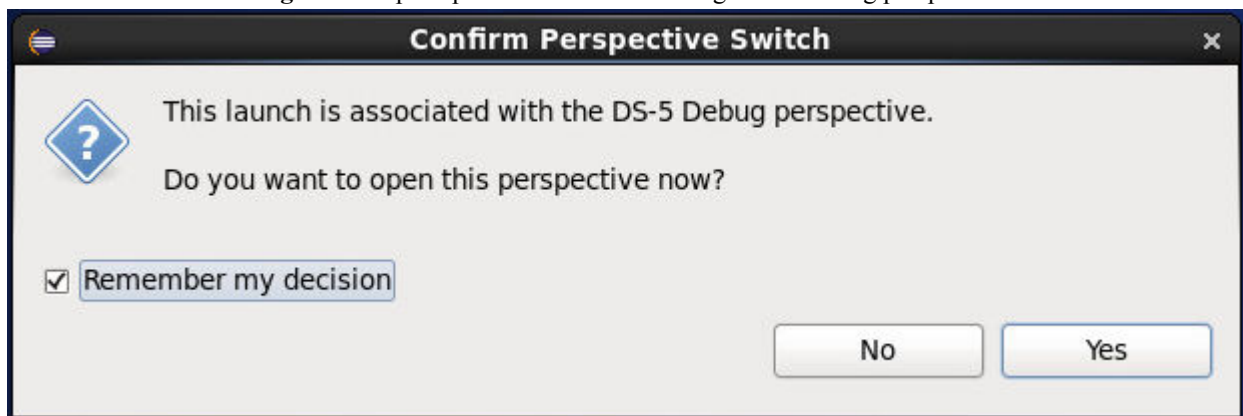 Confirm Perspective Switch
This launch is associated with the DS-5 Debug perspective.
Do you want to open this perspective now?
Remember my decision
No
Yes